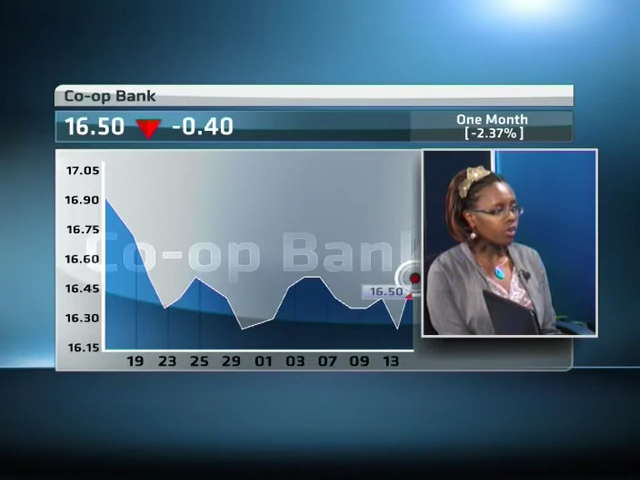 Co-op Bank
16.50 -0.40
One Month
[ -2.37% ]
17.05
16.90
16.75
16.60
16.45
16.30
16.15
Co-op Bank
16.50
19 23 25 29 01 03 07 09 13